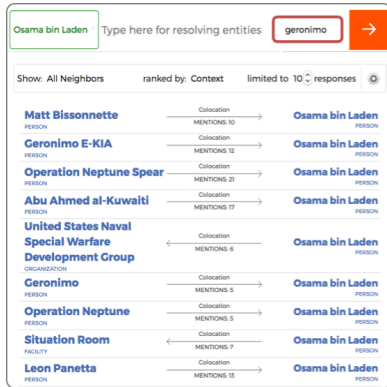 Osama bin Laden Type here for resolving entities geronimo
Show: All Neighbors ranked by: Context limited to 10 responses
Matt Bissonnette Colocation Osama bin Laden
PERSON MENTIONS: 10 PERSON
Geronimo E-KIA Colocation Osama bin Laden
PERSON MENTIONS: 12 PERSON
Operation Neptune Spear Colocation Osama bin Laden
PERSON MENTIONS: 21 PERSON
Abu Ahmed al-Kuwaiti Colocation Osama bin Laden
PERSON MENTIONS: 17 PERSON
United States Naval
Special Warfare Colocation Osama bin Laden
Development Group MENTIONS: 6 PERSON
ORGANIZATION
Geronimo Colocation Osama bin Laden
PERSON MENTIONS: 5 PERSON
Operation Neptune Colocation Osama bin Laden
PERSON MENTIONS: 5 PERSON
Situation Room Colocation Osama bin Laden
FACILITY MENTIONS: 7 PERSON
Leon Panetta Colocation Osama bin Laden
PERSON MENTIONS: 13 PERSON